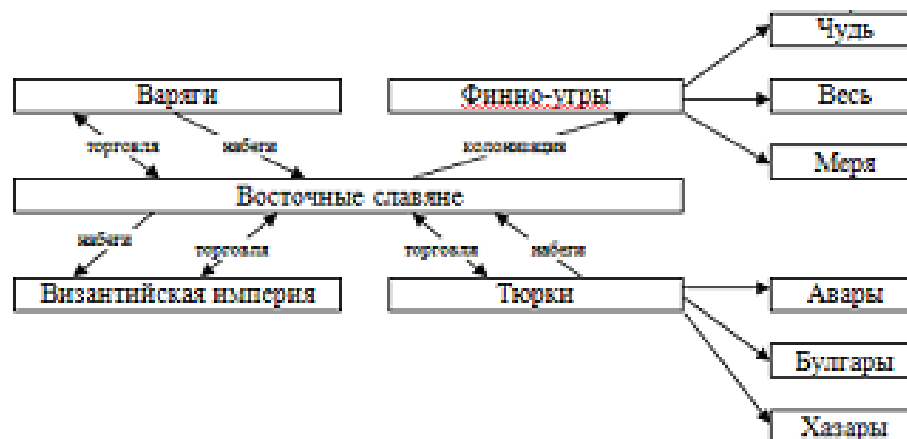 Чудь
Варяги
Финно-угры
Весь
торговля
набеги
колонизация
Меря
Восточные славяне
набеги
торговля
торговля
набеги
Византийская империя
Тюрки
Авары
Булгары
Хазары